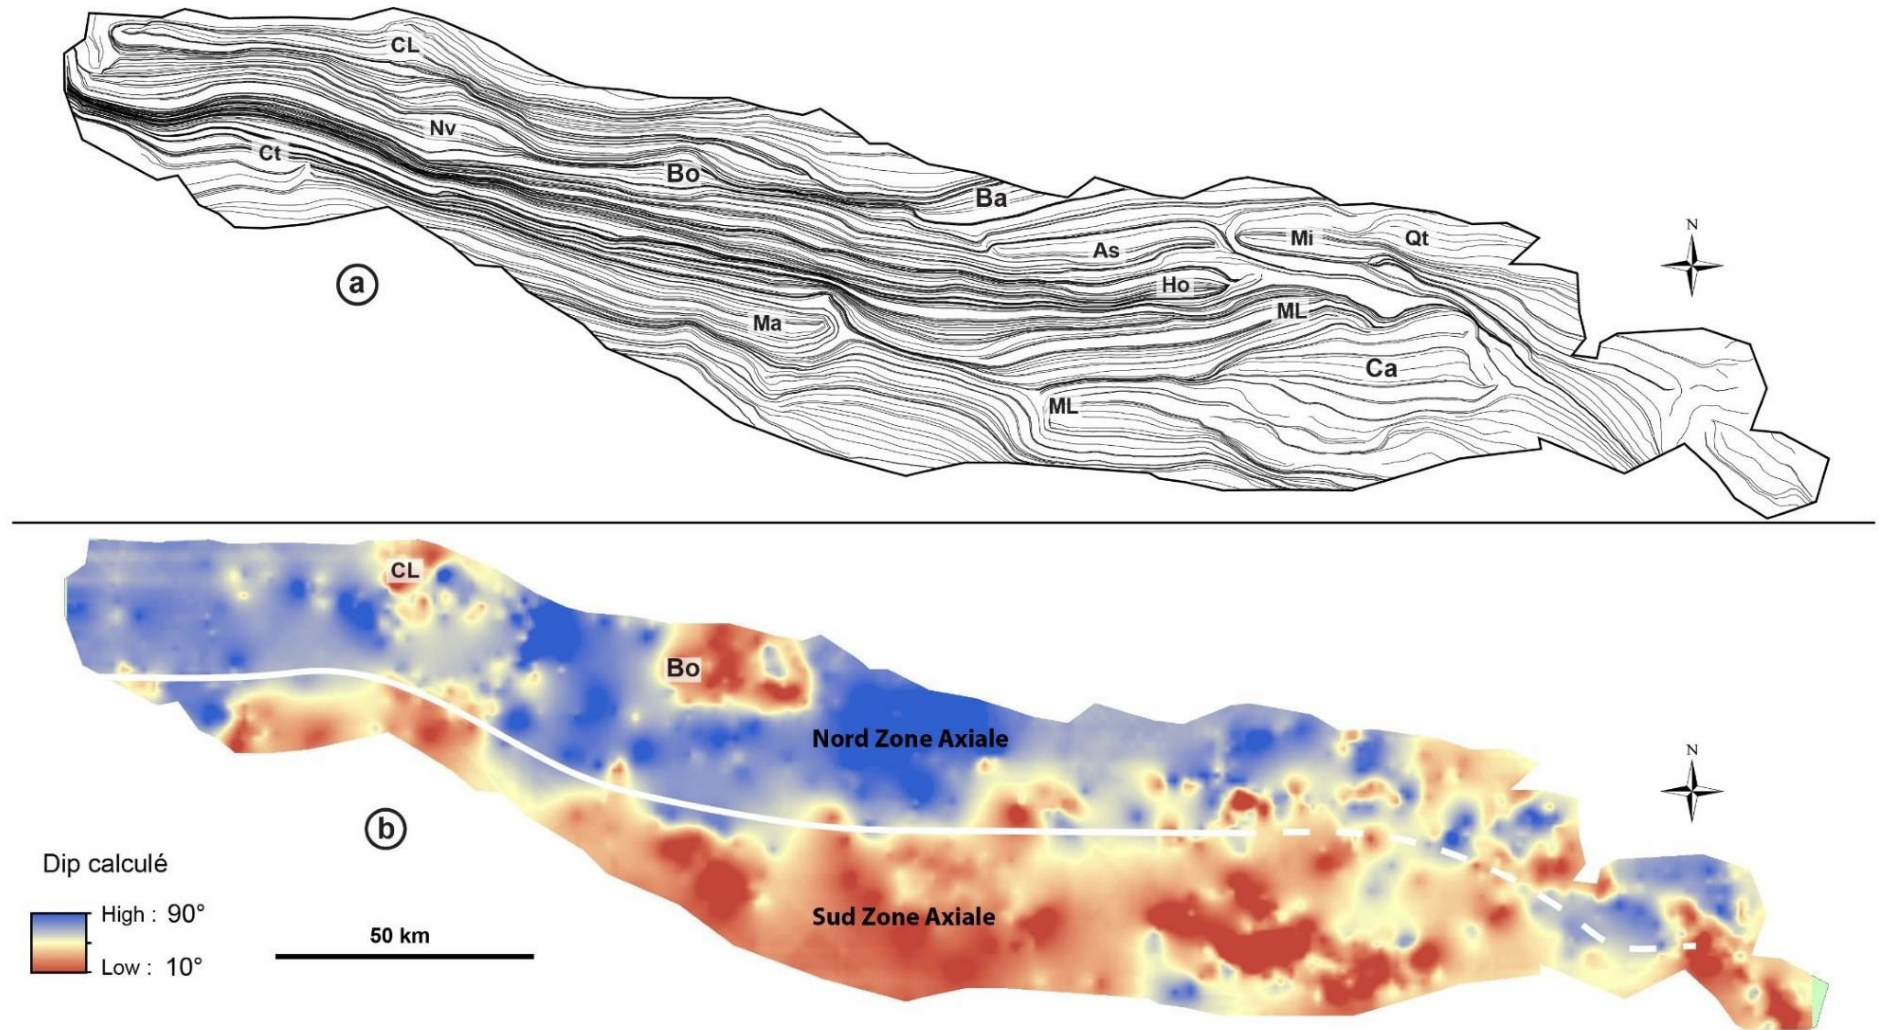 CL
Nv
Ct
Bo
Ba
N
As
Mi
Qt
Ho
a
Ma
ML
Ca
ML
CL
Bo
Nord Zone Axiale
N
b
Dip calculé
High : 90°
Low : 10°
50 km
Sud Zone Axiale